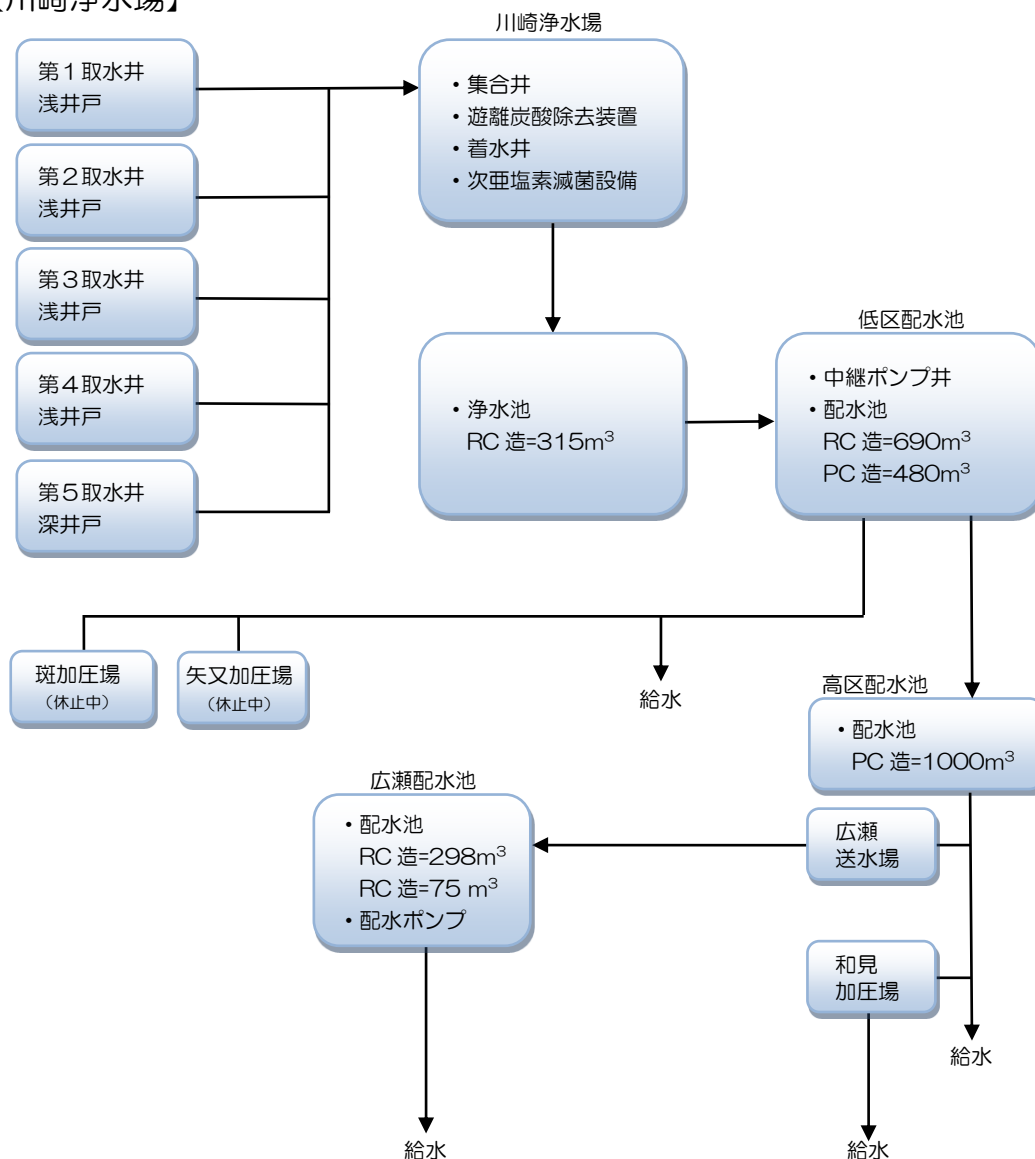 川崎浄水場】
川崎浄水場
第1取水井
浅井戸
第2取水井
浅井戸
第3取水井
浅井戸
第4取水井
浅井戸
第5取水井
深井戸
・集合井
・遊離炭酸除去装置
・着水井
・次亜塩素滅菌設備
・浄水池
RC 造=315m³
低区配水池
・中継ポンプ井
・配水池
RC 造=690m³
PC 造=480m³
斑加圧場
（休止中）
矢又加圧場
（休止中）
給水
高区配水池
・配水池
PC 造=1000m³
広瀬配水池
・配水池
RC 造=298m³
RC 造=75 m³
・配水ポンプ
広瀬
送水場
和見
加圧場
給水
給水
給水